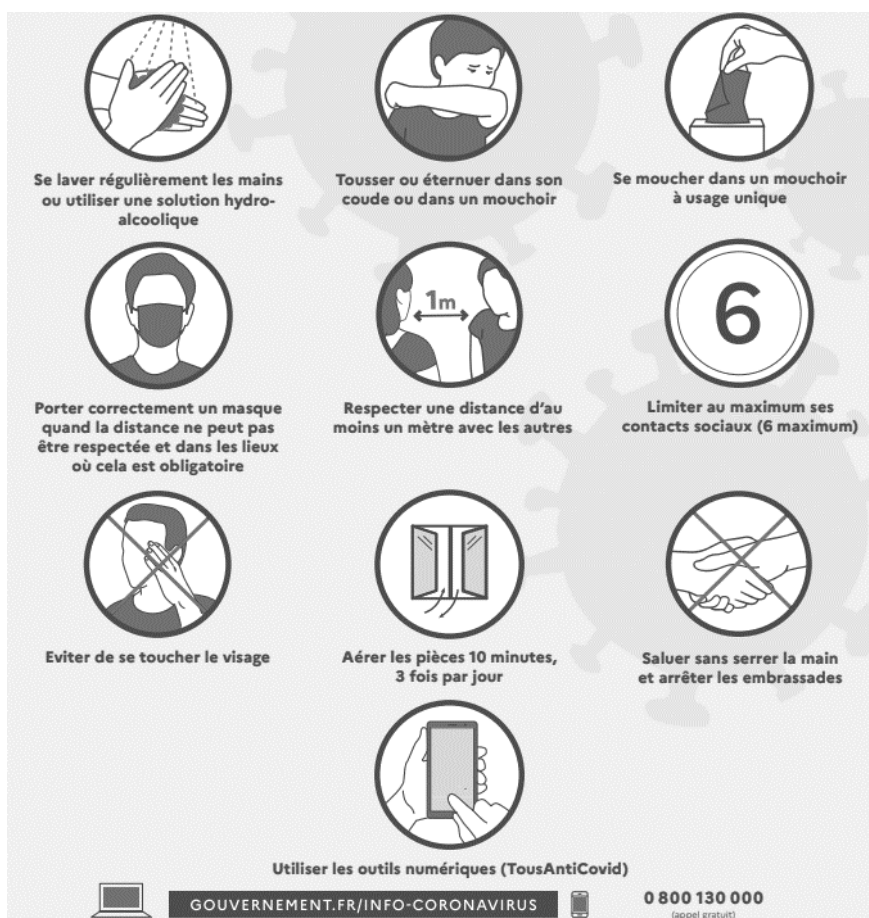 Se laver régulièrement les mains
ou utiliser une solution hydro-
alcoolique
Tousser ou éternuer dans son
coude ou dans un mouchoir
Se moucher dans un mouchoir
à usage unique
Porter correctement un masque
quand la distance ne peut pas
être respectée et dans les lieux
où cela est obligatoire
1m
Respecter une distance d'au
moins un mètre avec les autres
6
Limiter au maximum ses
contacts sociaux (6 maximum)
Eviter de se toucher le visage
Aérer les pièces 10 minutes,
3 fois par jour
Saluer sans serrer la main
et arrêter les embrassades
Utiliser les outils numériques (TousAntiCovid)
GOUVERNEMENT.FR/INFO-CORONAVIRUS
0 800 130 000
(appel gratuit)